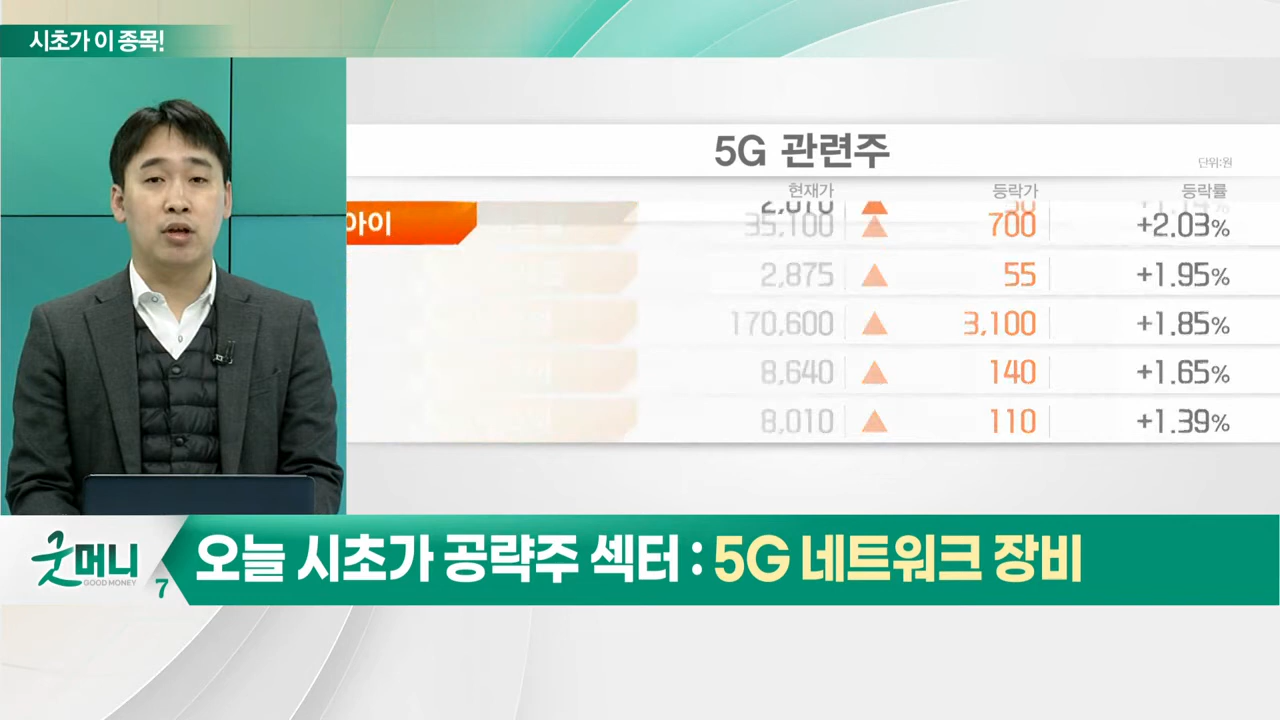 시초가 이 종목!
5G 관련주
단위:원
현재가 등락가 등락률
아이 35,100 ▲ 700 +2.03%
2,875 ▲ 55 +1.95%
170,600 ▲ 3,100 +1.85%
8,640 ▲ 140 +1.65%
8,010 ▲ 110 +1.39%
굿머니
GOOD MONEY
7
오늘 시초가 공략주 섹터 : 5G 네트워크 장비